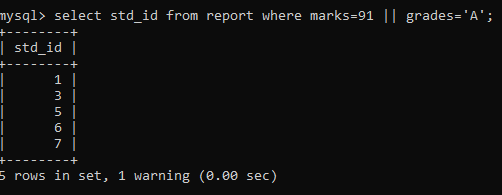 mysql> select std_id from report where marks=91 || grades='A';
+--------+
| std_id |
+--------+
|      1 |
|      3 |
|      5 |
|      6 |
|      7 |
+--------+
5 rows in set, 1 warning (0.00 sec)